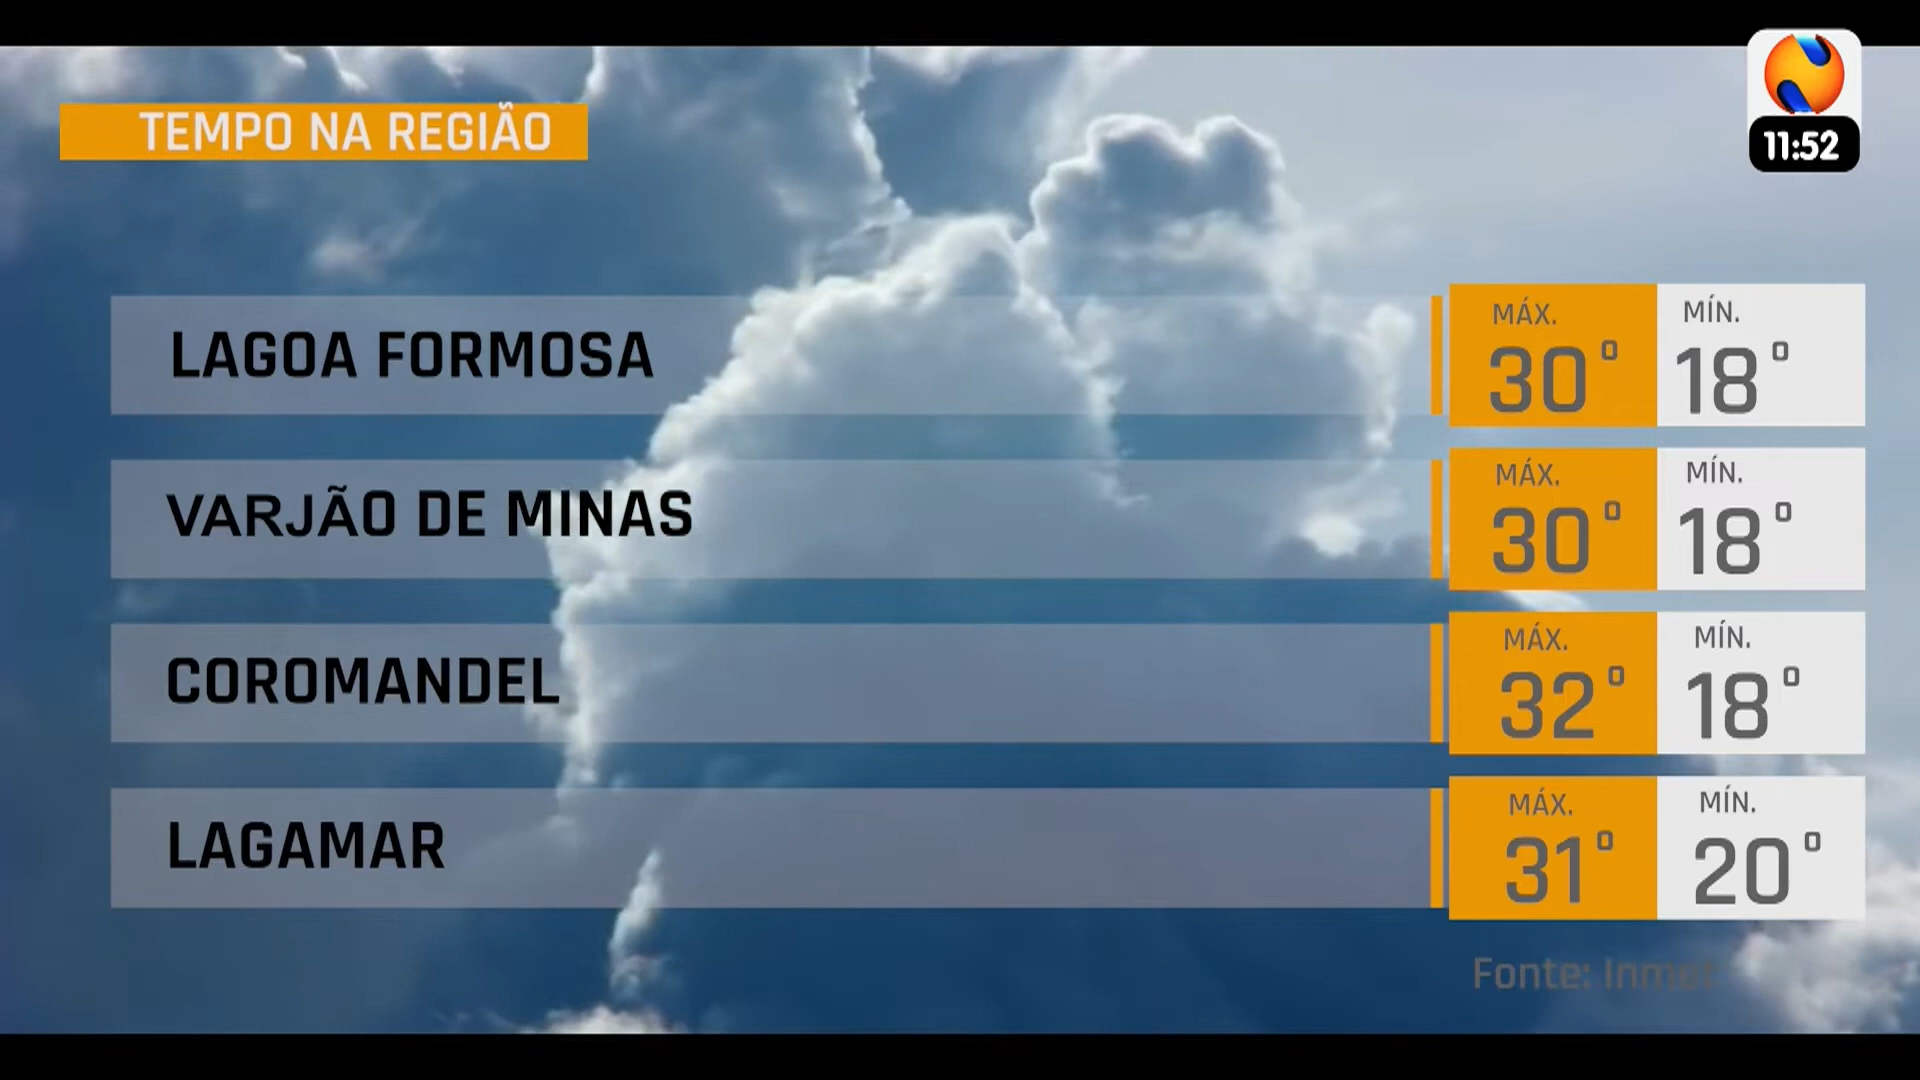 TEMPO NA REGIÃO
11:52
LAGOA FORMOSA
MÁX.
30°
MÍN.
18°
VARJÃO DE MINAS
MÁX.
30°
MÍN.
18°
COROMANDEL
MÁX.
32°
MÍN.
18°
LAGAMAR
MÁX.
31°
MÍN.
20°
Fonte: Inmet